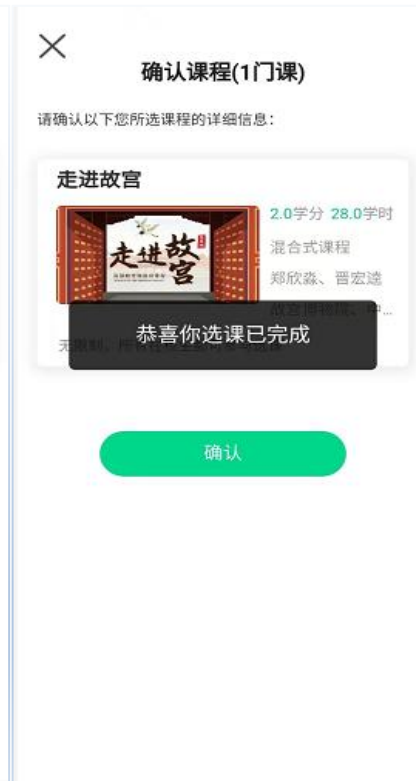 确认课程(1门课)
请确认以下您所选课程的详细信息：
走进故宫
2.0学分 28.0学时
走进故宫
混合式课程
郑欣淼、晋宏逵
恭喜你选课已完成
确认